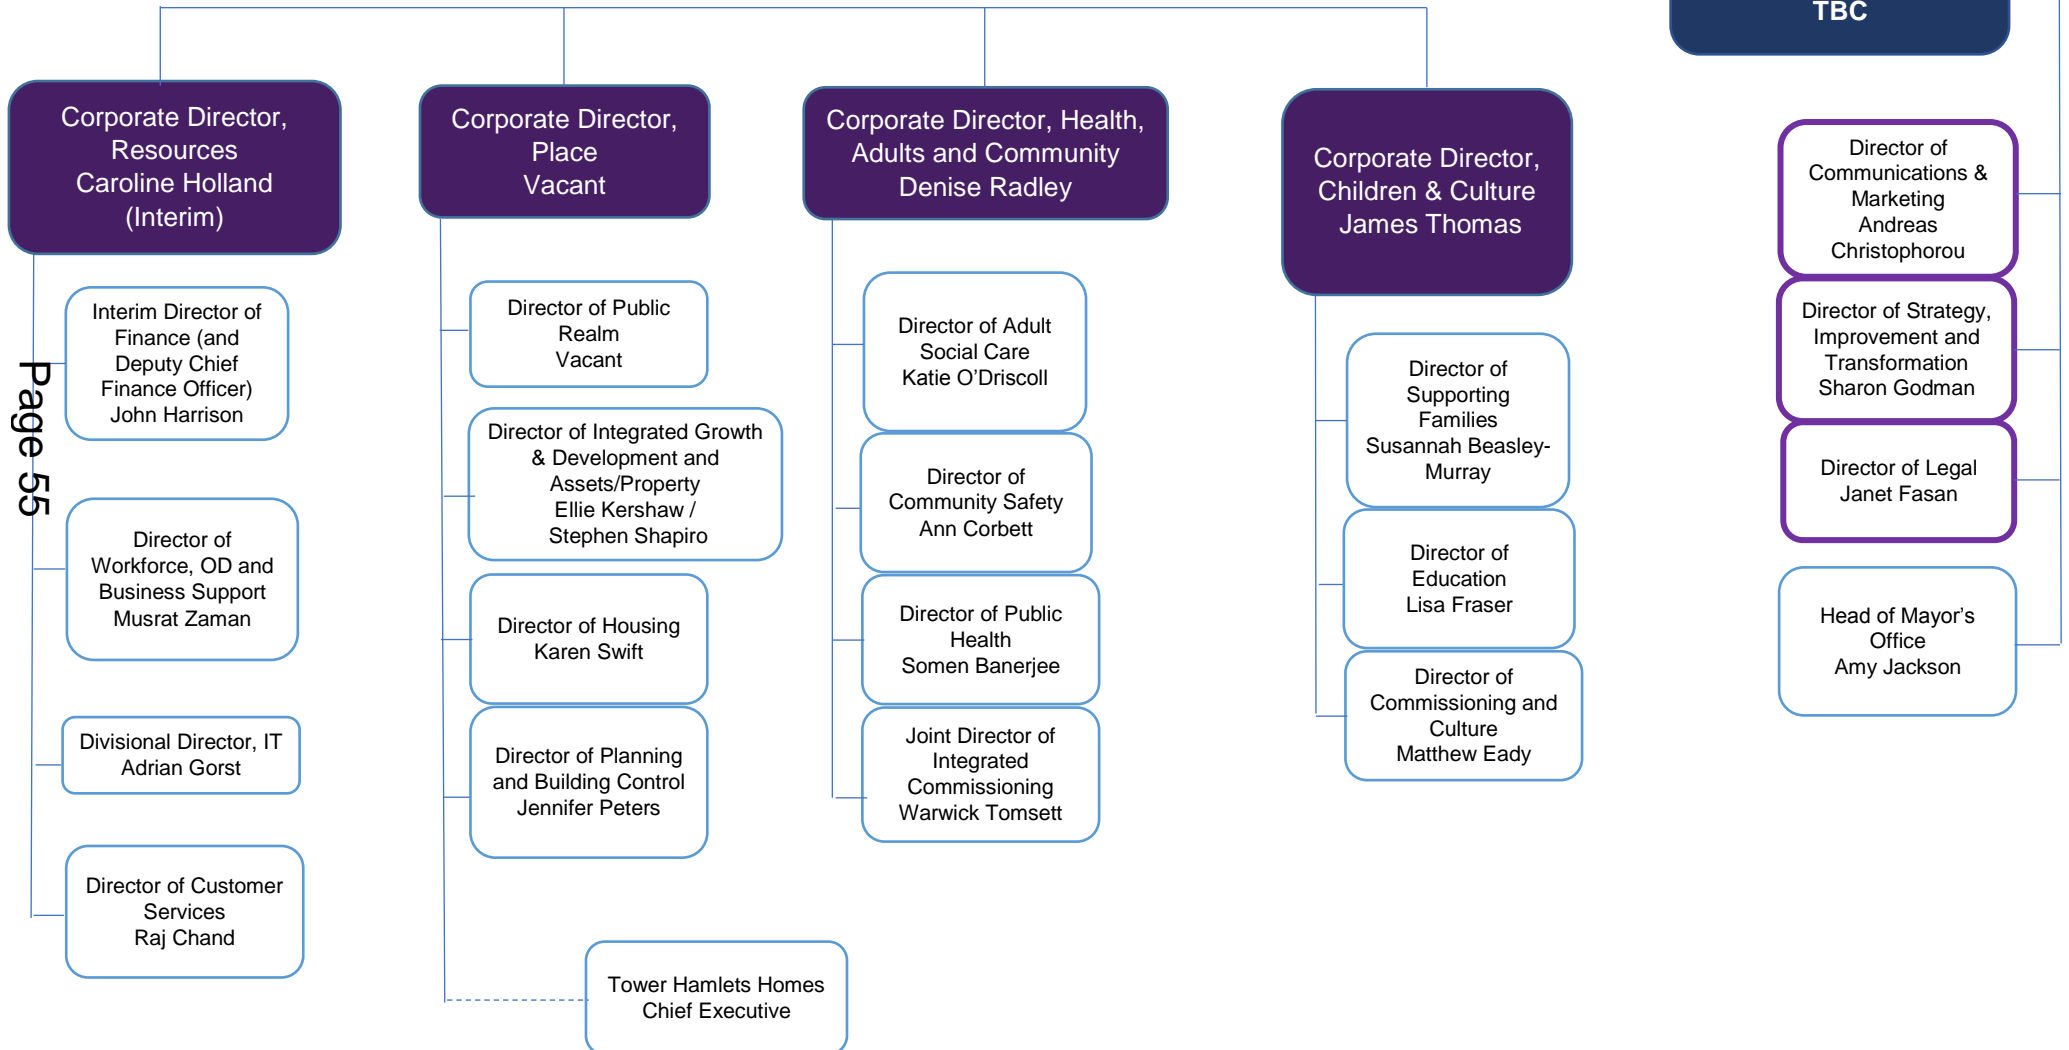 TBC
Corporate Director,
Resources
Caroline Holland
(Interim)
Interim Director of
Finance (and
Deputy Chief
Finance Officer)
John Harrison
Director of
Workforce, OD and
Business Support
Musrat Zaman
Divisional Director, IT
Adrian Gorst
Director of Customer
Services
Raj Chand
Corporate Director,
Place
Vacant
Director of Public
Realm
Vacant
Director of Integrated Growth
& Development and
Assets/Property
Ellie Kershaw /
Stephen Shapiro
Director of Housing
Karen Swift
Director of Planning
and Building Control
Jennifer Peters
Tower Hamlets Homes
Chief Executive
Corporate Director, Health,
Adults and Community
Denise Radley
Director of Adult
Social Care
Katie O’Driscoll
Director of
Community Safety
Ann Corbett
Director of Public
Health
Somen Banerjee
Joint Director of
Integrated
Commissioning
Warwick Tomsett
Corporate Director,
Children & Culture
James Thomas
Director of
Supporting
Families
Susannah Beasley-
Murray
Director of
Education
Lisa Fraser
Director of
Commissioning and
Culture
Matthew Eady
Director of
Communications &
Marketing
Andreas
Christophorou
Director of Strategy,
Improvement and
Transformation
Sharon Godman
Director of Legal
Janet Fasan
Head of Mayor’s
Office
Amy Jackson
Page 55